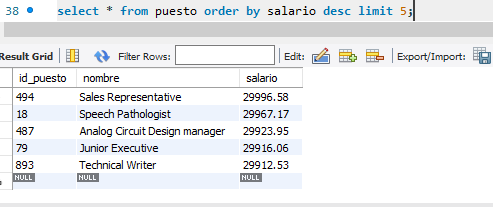 38 select * from puesto order by salario desc limit 5;
Result Grid Filter Rows: Edit: Export/Import:
id_puesto nombre salario
494 Sales Representative 29996.58
18 Speech Pathologist 29967.17
487 Analog Circuit Design manager 29923.95
79 Junior Executive 29916.06
893 Technical Writer 29912.53
NULL NULL NULL